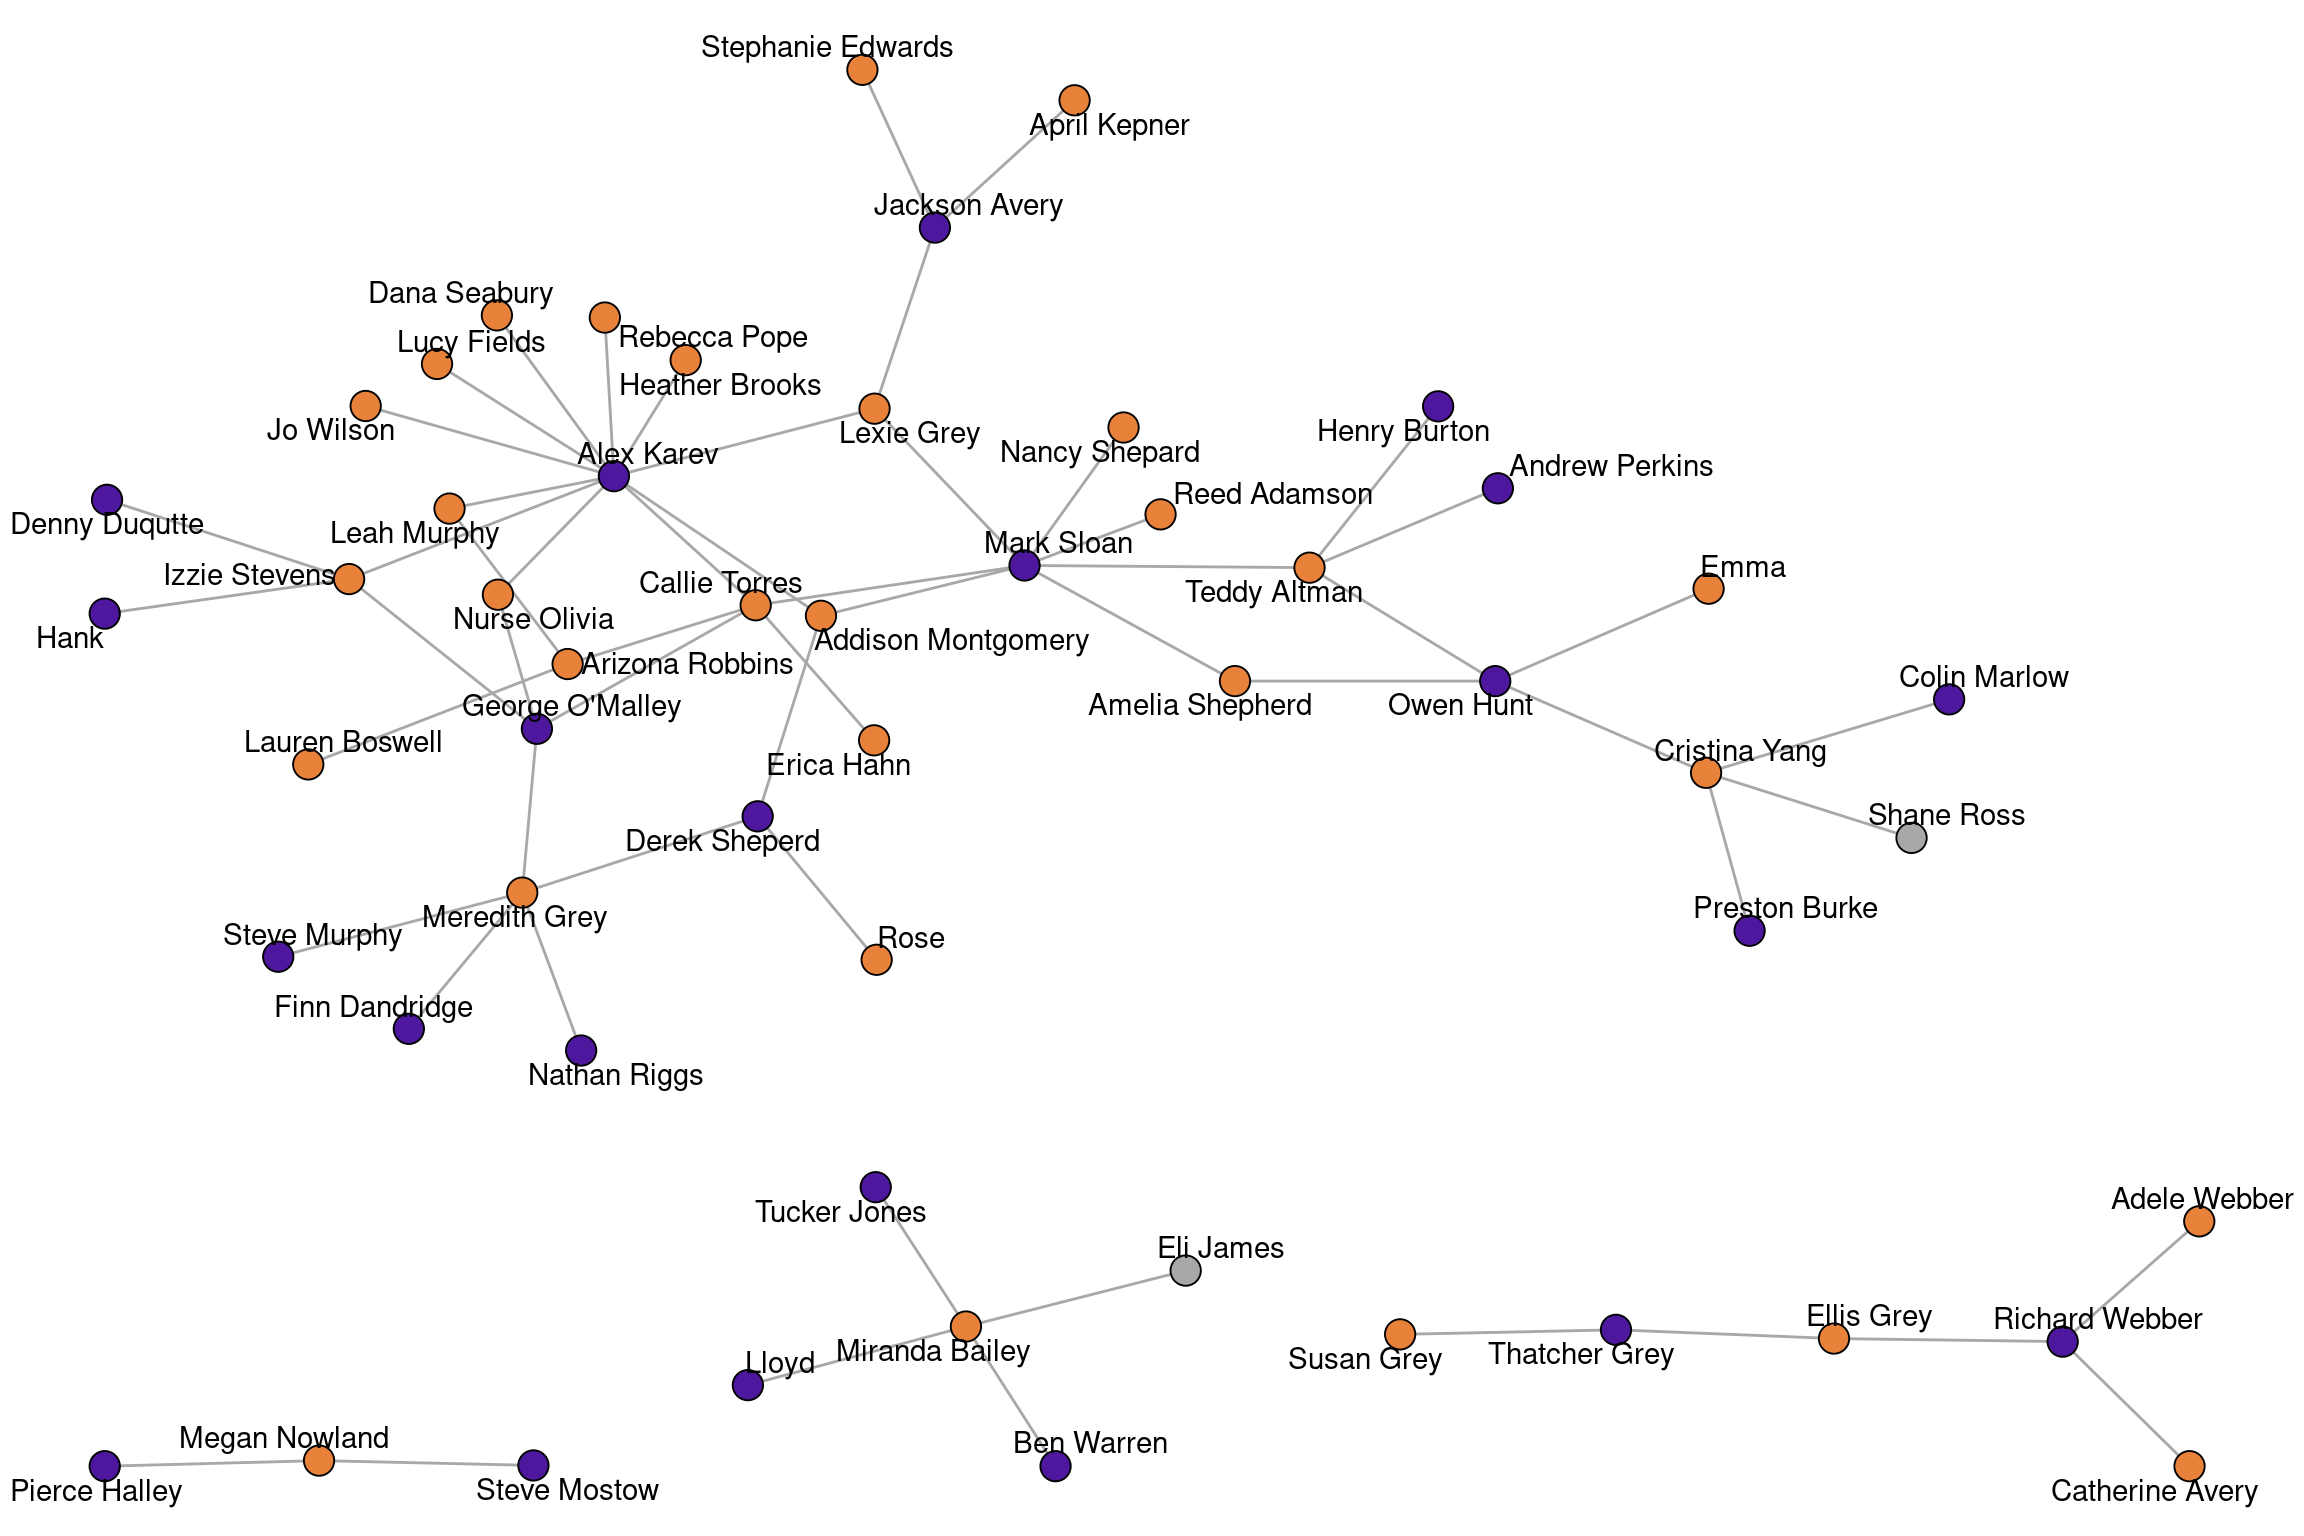 Stephanie Edwards
April Kepner
Jackson Avery
Dana Seabury
Rebecca Pope
Lucy Fields
Heather Brooks
Jo Wilson
Lexie Grey
Henry Burton
Alex Karev
Nancy Shepard
Andrew Perkins
Reed Adamson
Denny Duqutte
Leah Murphy
Mark Sloan
Emma
Izzie Stevens
Callie Torres
Teddy Altman
Nurse Olivia
Hank
Addison Montgomery
Arizona Robbins
Colin Marlow
George O'Malley
Amelia Shepherd
Owen Hunt
Lauren Boswell
Cristina Yang
Erica Hahn
Shane Ross
Derek Sheperd
Preston Burke
Meredith Grey
Steve Murphy
Rose
Finn Dandridge
Nathan Riggs
Adele Webber
Tucker Jones
Eli James
Ellis Grey
Richard Webber
Miranda Bailey
Thatcher Grey
Susan Grey
Lloyd
Megan Nowland
Ben Warren
Pierce Halley
Steve Mostow
Catherine Avery